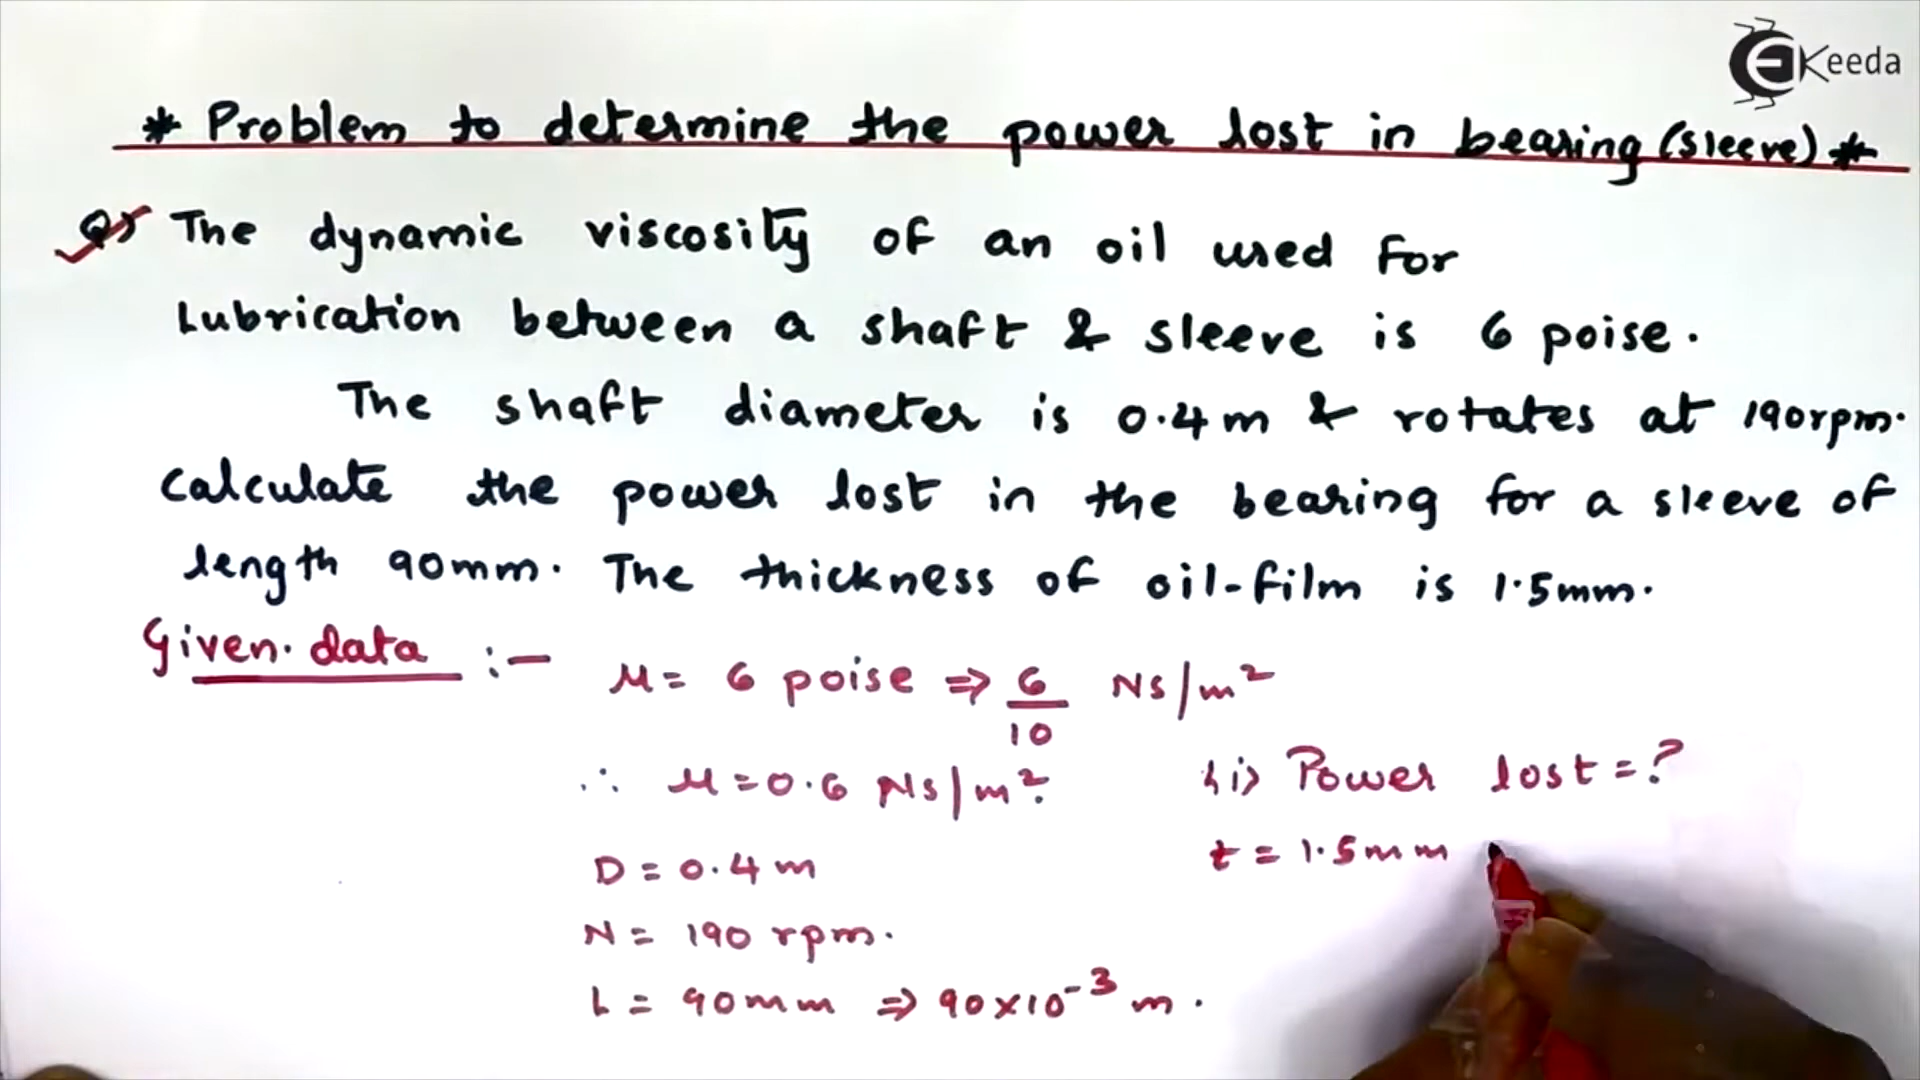 EKeeda
* Problem to determine the power lost in bearing (sleeve) *
Q) The dynamic viscosity of an oil used for
Lubrication between a shaft & sleeve is 6 poise.
The shaft diameter is 0.4m & rotates at 190rpm.
Calculate the power lost in the bearing for a sleeve of
length 90mm. The thickness of oil-film is 1.5mm.
Given data :-
μ = 6 poise ⇒ 6/10 Ns/m²
∴ μ = 0.6 Ns/m².
(i) Power lost = ?
D = 0.4 m
t = 1.5mm
N = 190 rpm.
L = 90mm ⇒ 90×10⁻³ m.